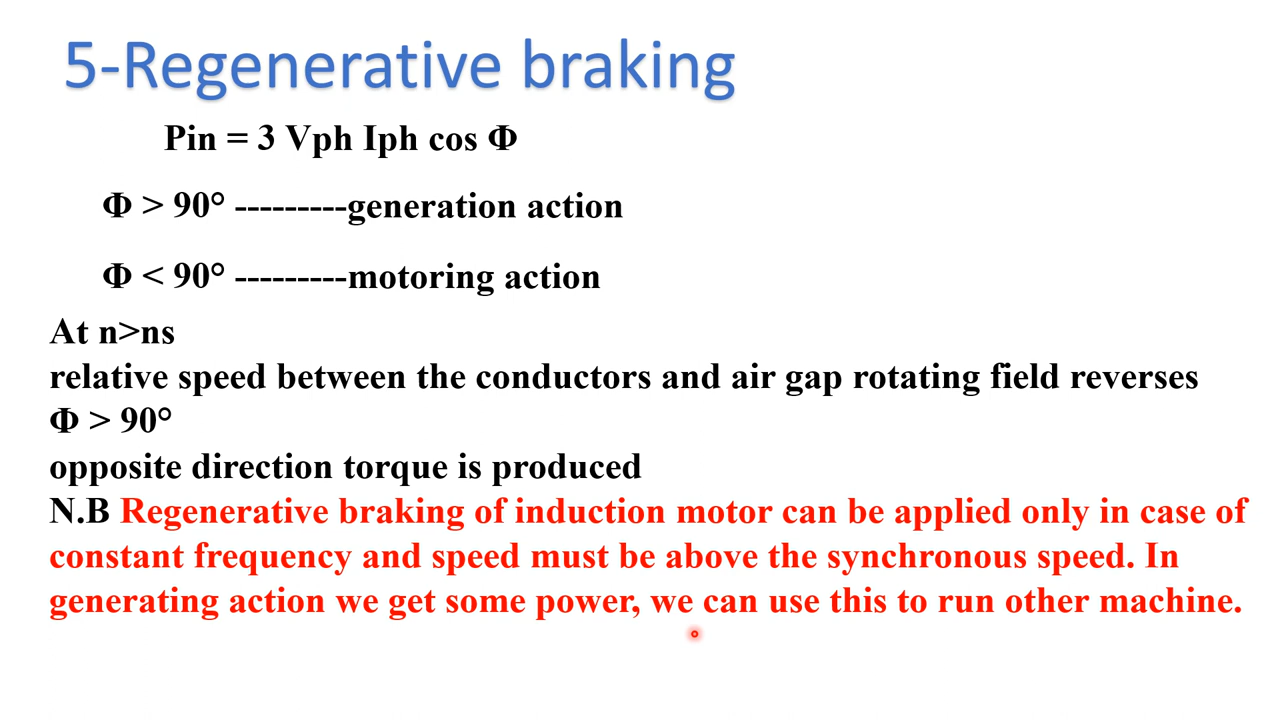 5-Regenerative braking
Pin = 3 Vph Iph cos Φ
Φ > 90° ---------generation action
Φ < 90° ---------motoring action
At n>ns
relative speed between the conductors and air gap rotating field reverses
Φ > 90°
opposite direction torque is produced
N.B Regenerative braking of induction motor can be applied only in case of
constant frequency and speed must be above the synchronous speed. In
generating action we get some power, we can use this to run other machine.